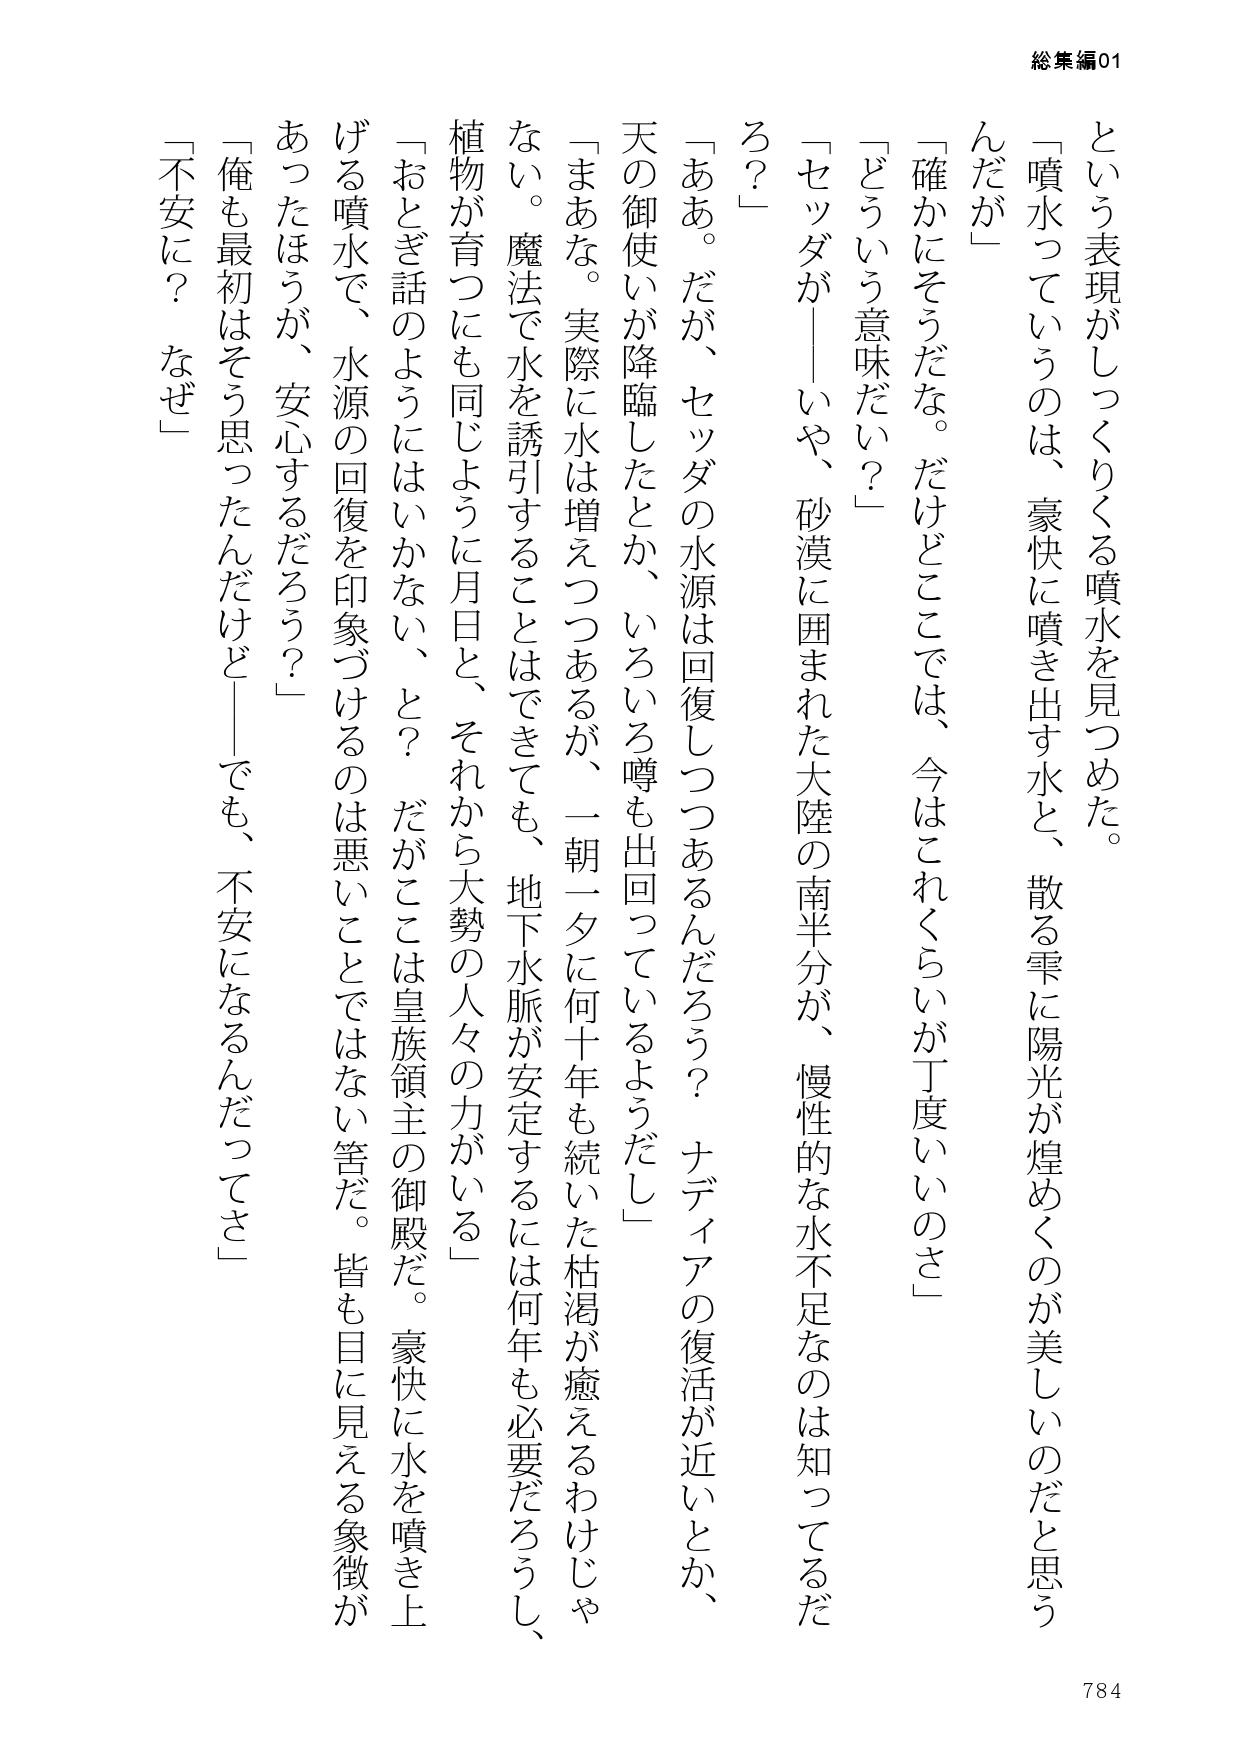 総集編01
という表現がしっくりくる噴水を見つめた。
「噴水っていうのは、豪快に噴き出す水と、散る雫に陽光が煌めくのが美しいのだと思う
んだが」
「確かにそうだな。だけどここでは、今はこれくらいが丁度いいのさ」
「どういう意味だい？」
「セッダが――いや、砂漠に囲まれた大陸の南半分が、慢性的な水不足なのは知ってるだ
ろ？」
「ああ。だが、セッダの水源は回復しつつあるんだろう？　ナディアの復活が近いとか、
天の御使いが降臨したとか、いろいろ噂も出回っているようだし」
「まあな。実際に水は増えつつあるが、一朝一夕に何十年も続いた枯渇が癒えるわけじゃ
ない。魔法で水を誘引することはできても、地下水脈が安定するには何年も必要だろうし、
植物が育つにも同じように月日と、それから大勢の人々の力がいる」
「おとぎ話のようにはいかない、と？　だがここは皇族領主の御殿だ。豪快に水を噴き上
げる噴水で、水源の回復を印象づけるのは悪いことではない筈だ。皆も目に見える象徴が
あったほうが、安心するだろう？」
「俺も最初はそう思ったんだけど――でも、不安になるんだってさ」
「不安に？　なぜ」
784